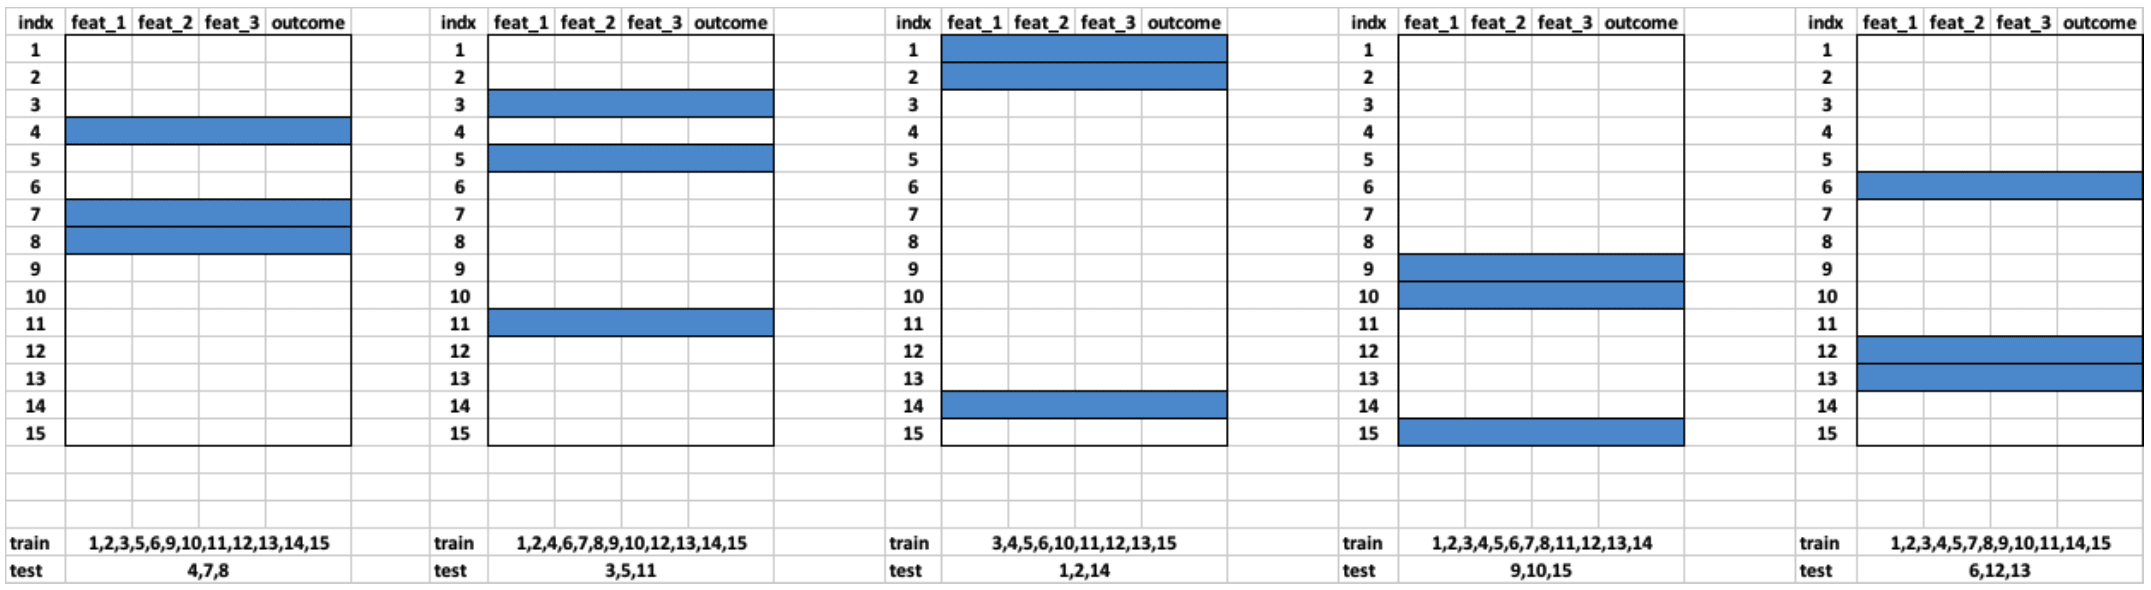 indx feat_1 feat_2 feat_3 outcome indx feat_1 feat_2 feat_3 outcome indx feat_1 feat_2 feat_3 outcome indx feat_1 feat_2 feat_3 outcome indx feat_1 feat_2 feat_3 outcome
1 1 1 1 1
2 2 2 2 2
3 3 3 3 3
4 4 4 4 4
5 5 5 5 5
6 6 6 6 6
7 7 7 7 7
8 8 8 8 8
9 9 9 9 9
10 10 10 10 10
11 11 11 11 11
12 12 12 12 12
13 13 13 13 13
14 14 14 14 14
15 15 15 15 15
train 1,2,3,5,6,9,10,11,12,13,14,15 train 1,2,4,6,7,8,9,10,12,13,14,15 train 3,4,5,6,10,11,12,13,15 train 1,2,3,4,5,6,7,8,11,12,13,14 train 1,2,3,4,5,7,8,9,10,11,14,15
test 4,7,8 test 3,5,11 test 1,2,14 test 9,10,15 test 6,12,13